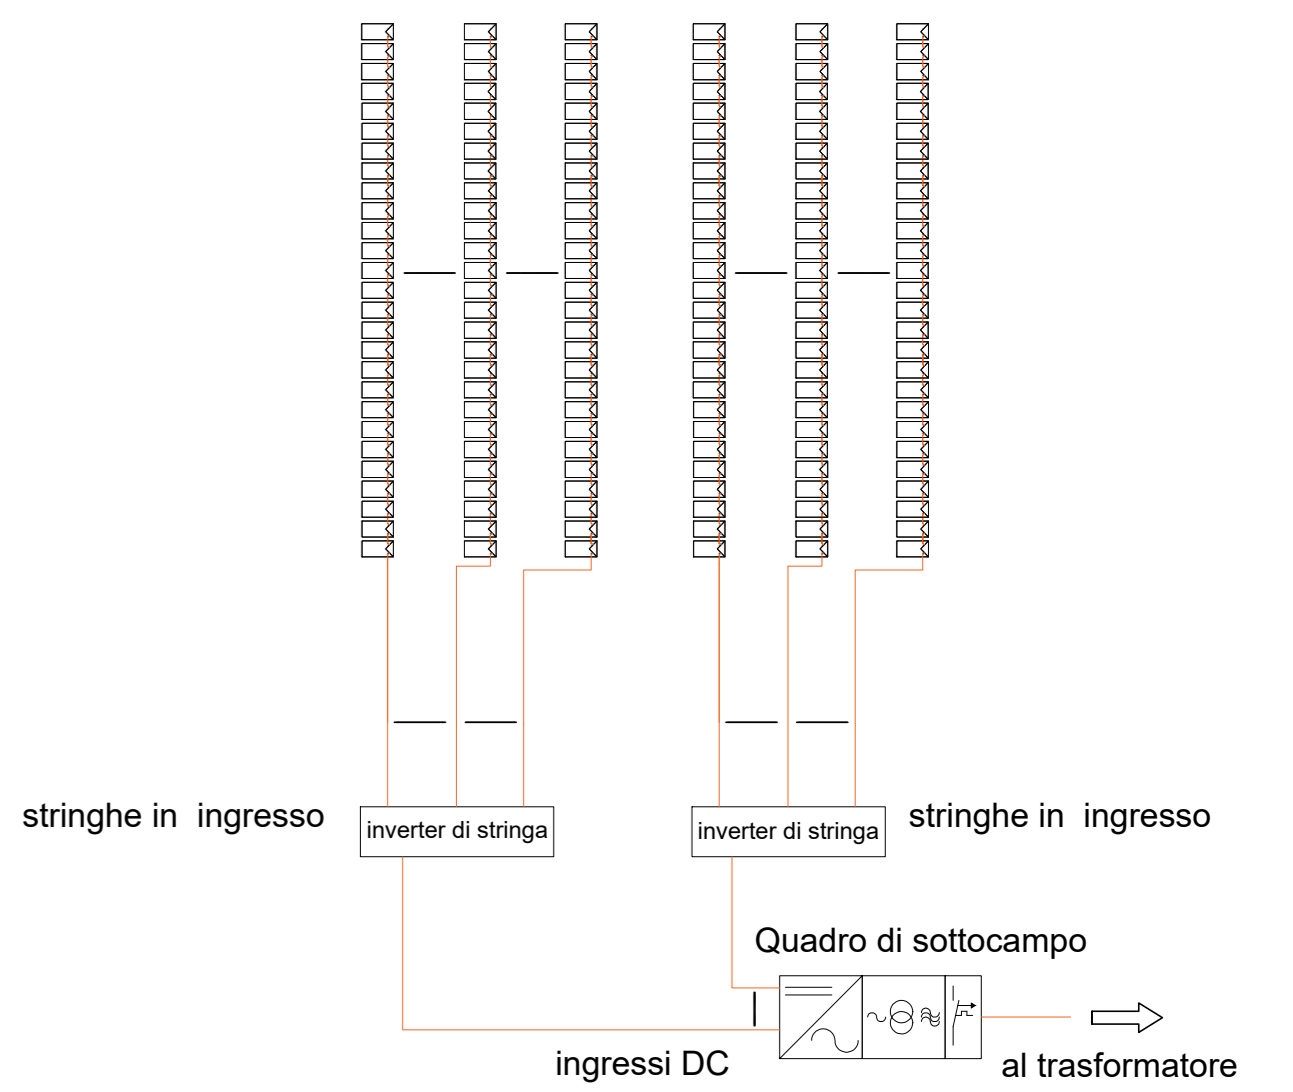 stringhe in ingresso
inverter di stringa
inverter di stringa
stringhe in ingresso
Quadro di sottocampo
ingressi DC
al trasformatore